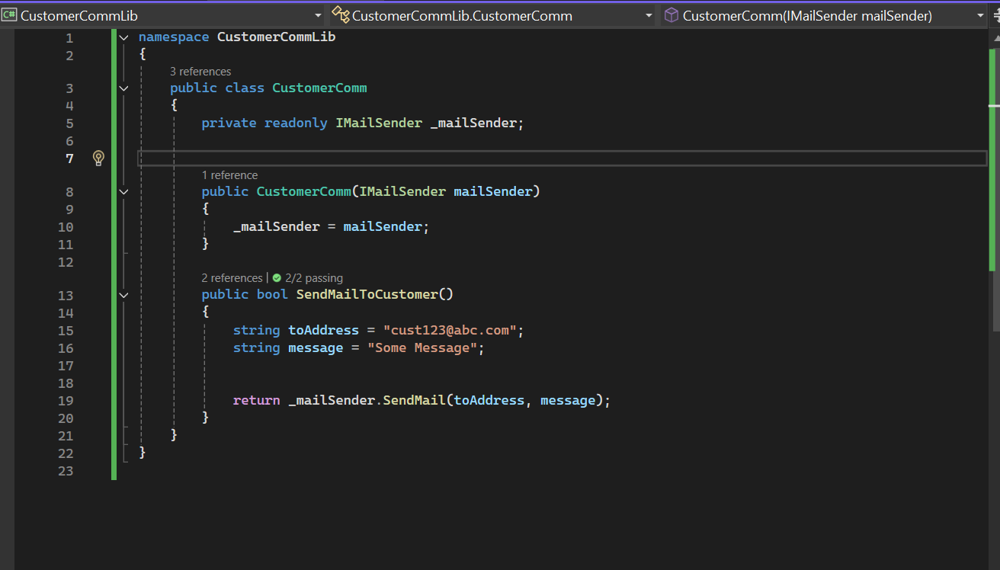 C# CustomerCommLib CustomerCommLib.CustomerComm CustomerComm(IMailSender mailSender)
1 namespace CustomerCommLib
2 {
3 references
3 public class CustomerComm
4 {
5 private readonly IMailSender _mailSender;
6
7
1 reference
8 public CustomerComm(IMailSender mailSender)
9 {
10 _mailSender = mailSender;
11 }
12
2 references | 2/2 passing
13 public bool SendMailToCustomer()
14 {
15 string toAddress = "cust123@abc.com";
16 string message = "Some Message";
17
18
19 return _mailSender.SendMail(toAddress, message);
20 }
21 }
22 }
23